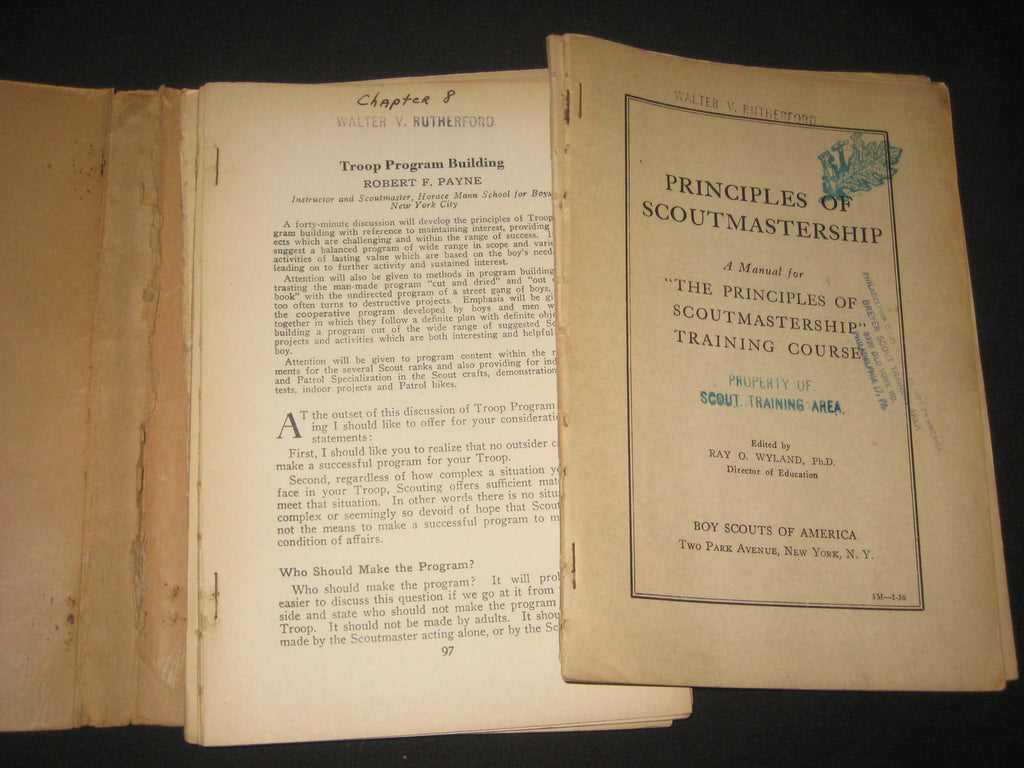 Chapter 8
WALTER V. RUTHERFORD
Troop Program Building
ROBERT F. PAYNE
Instructor and Scoutmaster, Horace Mann School for Boys
New York City
A forty-minute discussion will develop the principles of Troop
gram building with reference to maintaining interest, providing
ects which are challenging and within the range of success.
suggest a balanced program of wide range in scope and
activities of lasting value which are based on the boy's
leading on to further activity and sustained interest.
Attention will also be given to methods in program building
trasting the man-made program "cut and dried" and "out
book" with the undirected program of a street gang of boys,
too often turns to destructive projects. Emphasis will be
the cooperative program developed by boys and men
together in which they follow a definite plan with definite
building a program out of the wide range of suggested
projects and activities which are both interesting and helpful
boy.
Attention will be given to program content within the
ments for the several Scout ranks and also providing for
and Patrol Specialization in the Scout crafts, demonstration
tests, indoor projects and Patrol hikes.
AT the outset of this discussion of Troop Program
ing I should like to offer for your
statements:
First, I should like you to realize that no outsider
make a successful program for your Troop.
Second, regardless of how complex a situation
face in your Troop, Scouting offers sufficient
meet that situation. In other words there is no
complex or seemingly so devoid of hope that
not the means to make a successful program to
condition of affairs.
Who Should Make the Program?
Who should make the program? It will
easier to discuss this question if we go at it from
side and state who should not make the program
Troop. It should not be made by adults. It
made by the Scoutmaster acting alone, or by the
97
WALTER V. RUTHERFORD
PRINCIPLES OF
SCOUTMASTERSHIP
A Manual for
"THE PRINCIPLES OF
SCOUTMASTERSHIP"
TRAINING COURSE
PROPERTY OF
SCOUT TRAINING AREA
Edited by
RAY O. WYLAND, Ph.D.
Director of Education
BOY SCOUTS OF AMERICA
Two Park Avenue, New York, N. Y.
5M—1-36